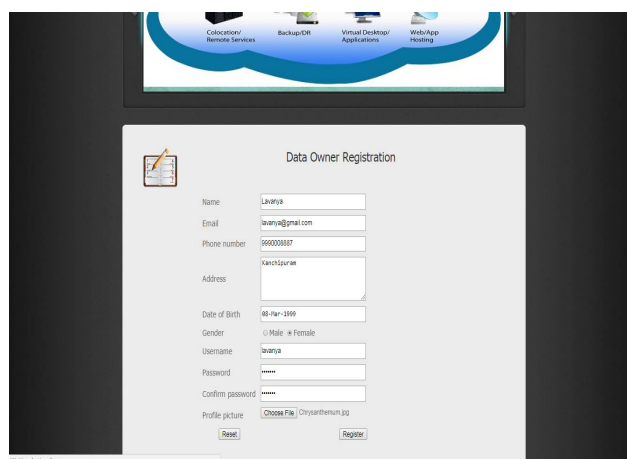 Colocation/ Backup/DR Virtual Desktop/ Web/App
Remote Services Applications Hosting
Data Owner Registration
Name Lavanya
Email lavanya@gmail.com
Phone number 9990008887
Address Kanchipuram
Date of Birth 08-Mar-1999
Gender Male Female
Username lavanya
Password •••••••
Confirm password •••••••
Profile picture Choose File Chrysanthemum.jpg
Reset Register